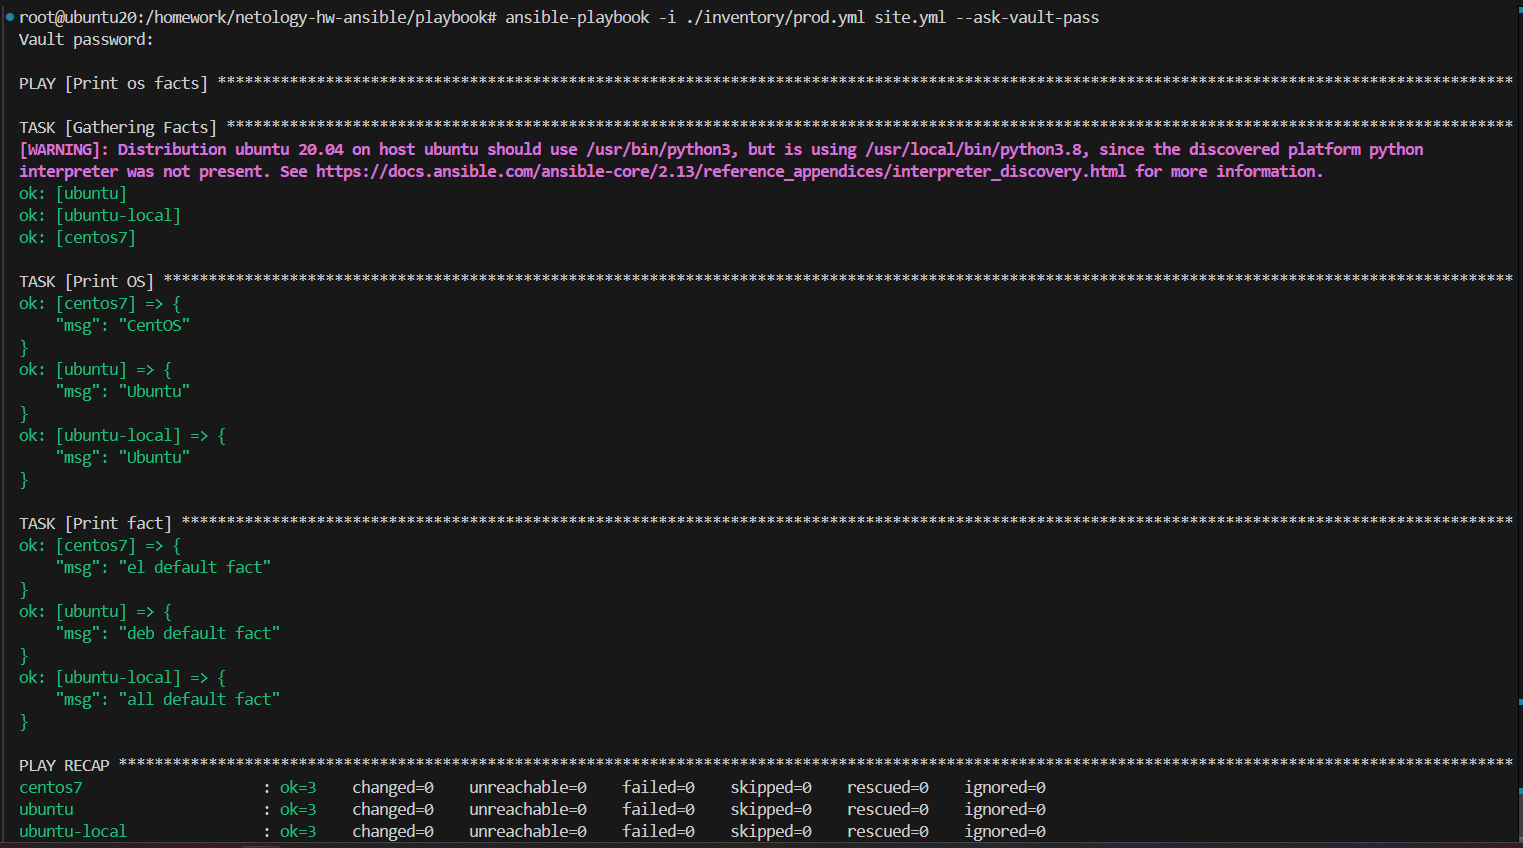 root@ubuntu20:/homework/netology-hw-ansible/playbook# ansible-playbook -i ./inventory/prod.yml site.yml --ask-vault-pass
Vault password:
PLAY [Print os facts] ************************************************************************************************************************************************
TASK [Gathering Facts] ***********************************************************************************************************************************************
[WARNING]: Distribution ubuntu 20.04 on host ubuntu should use /usr/bin/python3, but is using /usr/local/bin/python3.8, since the discovered platform python
interpreter was not present. See https://docs.ansible.com/ansible-core/2.13/reference_appendices/interpreter_discovery.html for more information.
ok: [ubuntu]
ok: [ubuntu-local]
ok: [centos7]
TASK [Print OS] ******************************************************************************************************************************************************
ok: [centos7] => {
    "msg": "CentOS"
}
ok: [ubuntu] => {
    "msg": "Ubuntu"
}
ok: [ubuntu-local] => {
    "msg": "Ubuntu"
}
TASK [Print fact] ****************************************************************************************************************************************************
ok: [centos7] => {
    "msg": "el default fact"
}
ok: [ubuntu] => {
    "msg": "deb default fact"
}
ok: [ubuntu-local] => {
    "msg": "all default fact"
}
PLAY RECAP ***********************************************************************************************************************************************************
centos7                    : ok=3    changed=0    unreachable=0    failed=0    skipped=0    rescued=0    ignored=0
ubuntu                     : ok=3    changed=0    unreachable=0    failed=0    skipped=0    rescued=0    ignored=0
ubuntu-local               : ok=3    changed=0    unreachable=0    failed=0    skipped=0    rescued=0    ignored=0